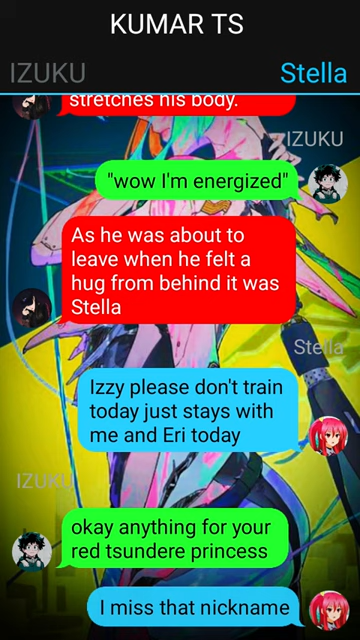 KUMAR TS
IZUKU
Stella
stretches his body.
IZUKU
"wow I'm energized"
As he was about to
leave when he felt a
hug from behind it was
Stella
Stella
Izzy please don't train
today just stays with
me and Eri today
IZUKU
okay anything for your
red tsundere princess
I miss that nickname